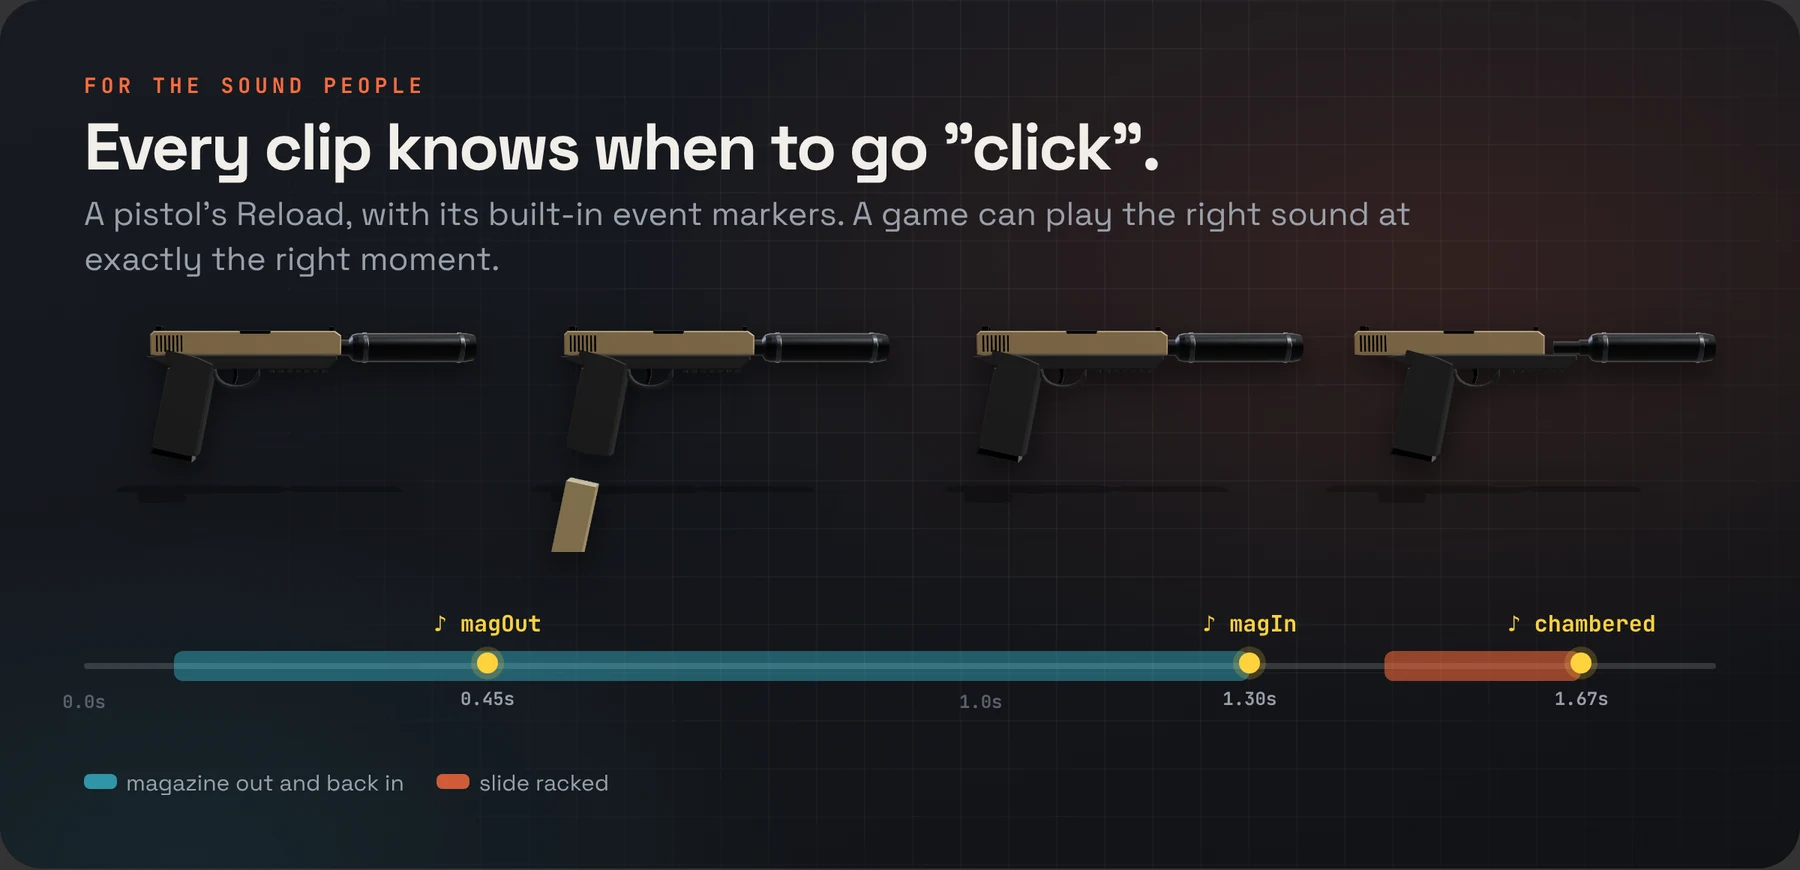 FOR THE SOUND PEOPLE
Every clip knows when to go ”click”.
A pistol’s Reload, with its built-in event markers. A game can play the right sound at
exactly the right moment.
♪ magOut
♪ magIn
♪ chambered
0.0s
0.45s
1.0s
1.30s
1.67s
magazine out and back in
slide racked